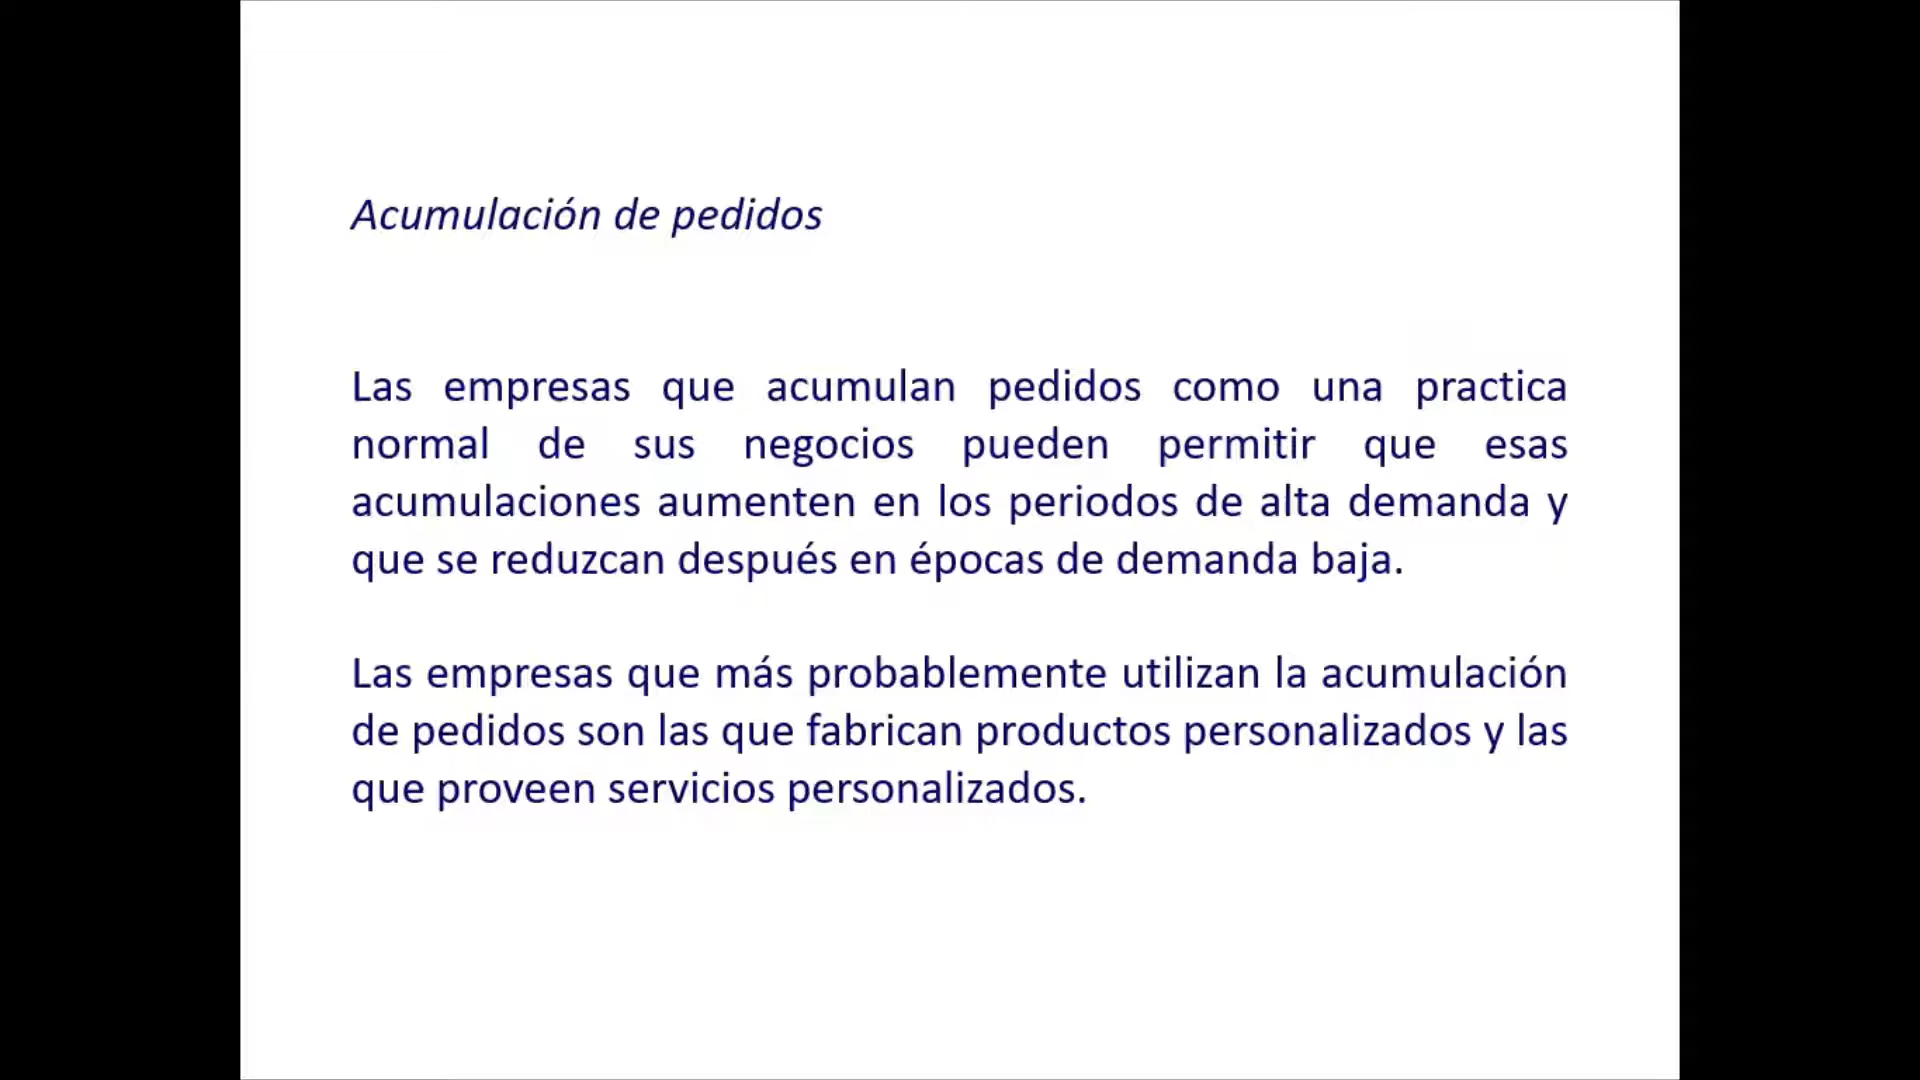 Acumulación de pedidos
Las empresas que acumulan pedidos como una practica
normal de sus negocios pueden permitir que esas
acumulaciones aumenten en los periodos de alta demanda y
que se reduzcan después en épocas de demanda baja.
Las empresas que más probablemente utilizan la acumulación
de pedidos son las que fabrican productos personalizados y las
que proveen servicios personalizados.